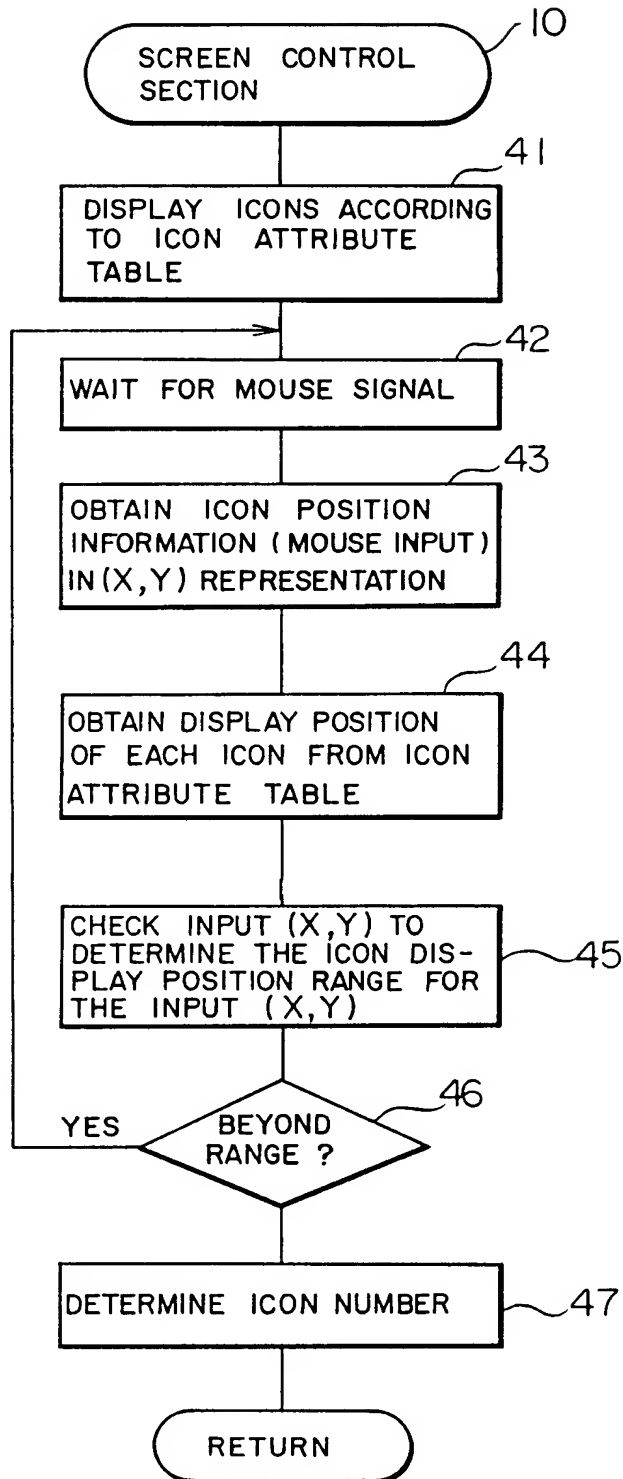 10
SCREEN CONTROL
SECTION
41
DISPLAY ICONS ACCORDING
TO ICON ATTRIBUTE
TABLE
42
WAIT FOR MOUSE SIGNAL
43
OBTAIN ICON POSITION
INFORMATION (MOUSE INPUT)
IN (X,Y) REPRESENTATION
44
OBTAIN DISPLAY POSITION
OF EACH ICON FROM ICON
ATTRIBUTE TABLE
CHECK INPUT (X,Y) TO
DETERMINE THE ICON DIS-
PLAY POSITION RANGE FOR
THE INPUT (X,Y)
45
46
YES
BEYOND
RANGE ?
DETERMINE ICON NUMBER
47
RETURN